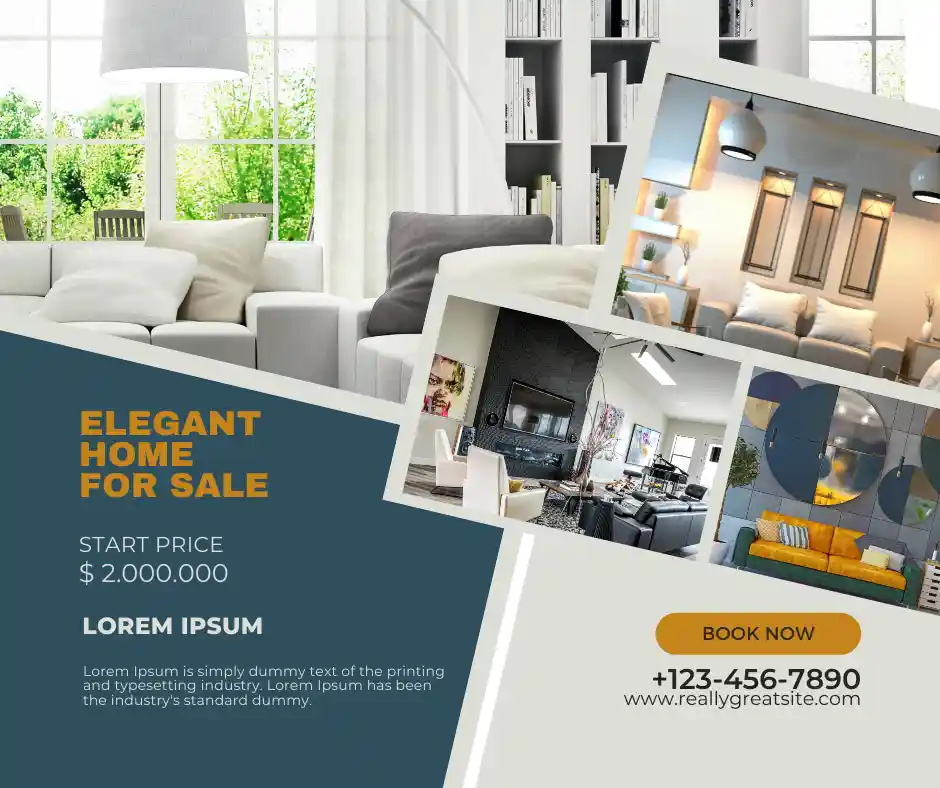 ELEGANT
HOME
FOR SALE
START PRICE
$ 2.000.000
LOREM IPSUM
Lorem Ipsum is simply dummy text of the printing
and typesetting industry. Lorem Ipsum has been
the industry's standard dummy.
BOOK NOW
+123-456-7890
www.reallygreatsite.com